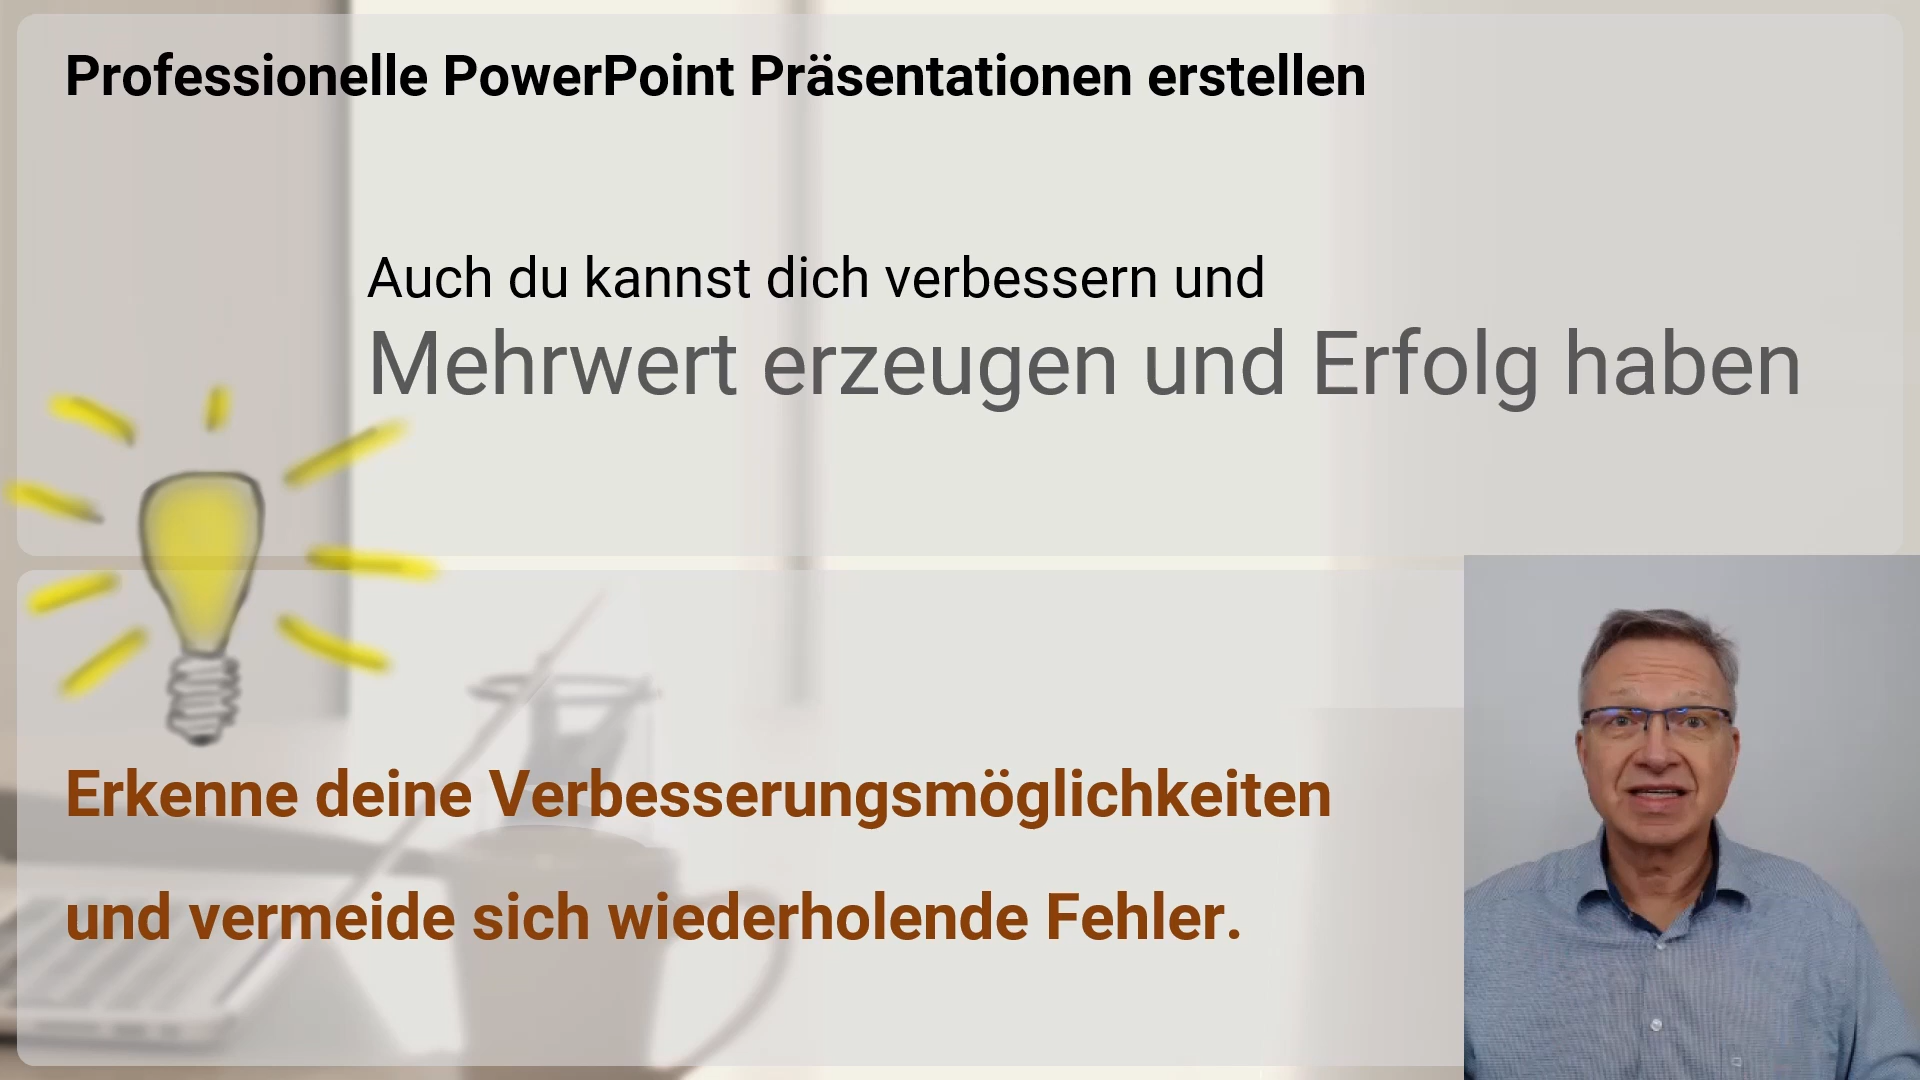 Professionelle PowerPoint Präsentationen erstellen
Auch du kannst dich verbessern und
Mehrwert erzeugen und Erfolg haben
Erkenne deine Verbesserungsmöglichkeiten
und vermeide sich wiederholende Fehler.